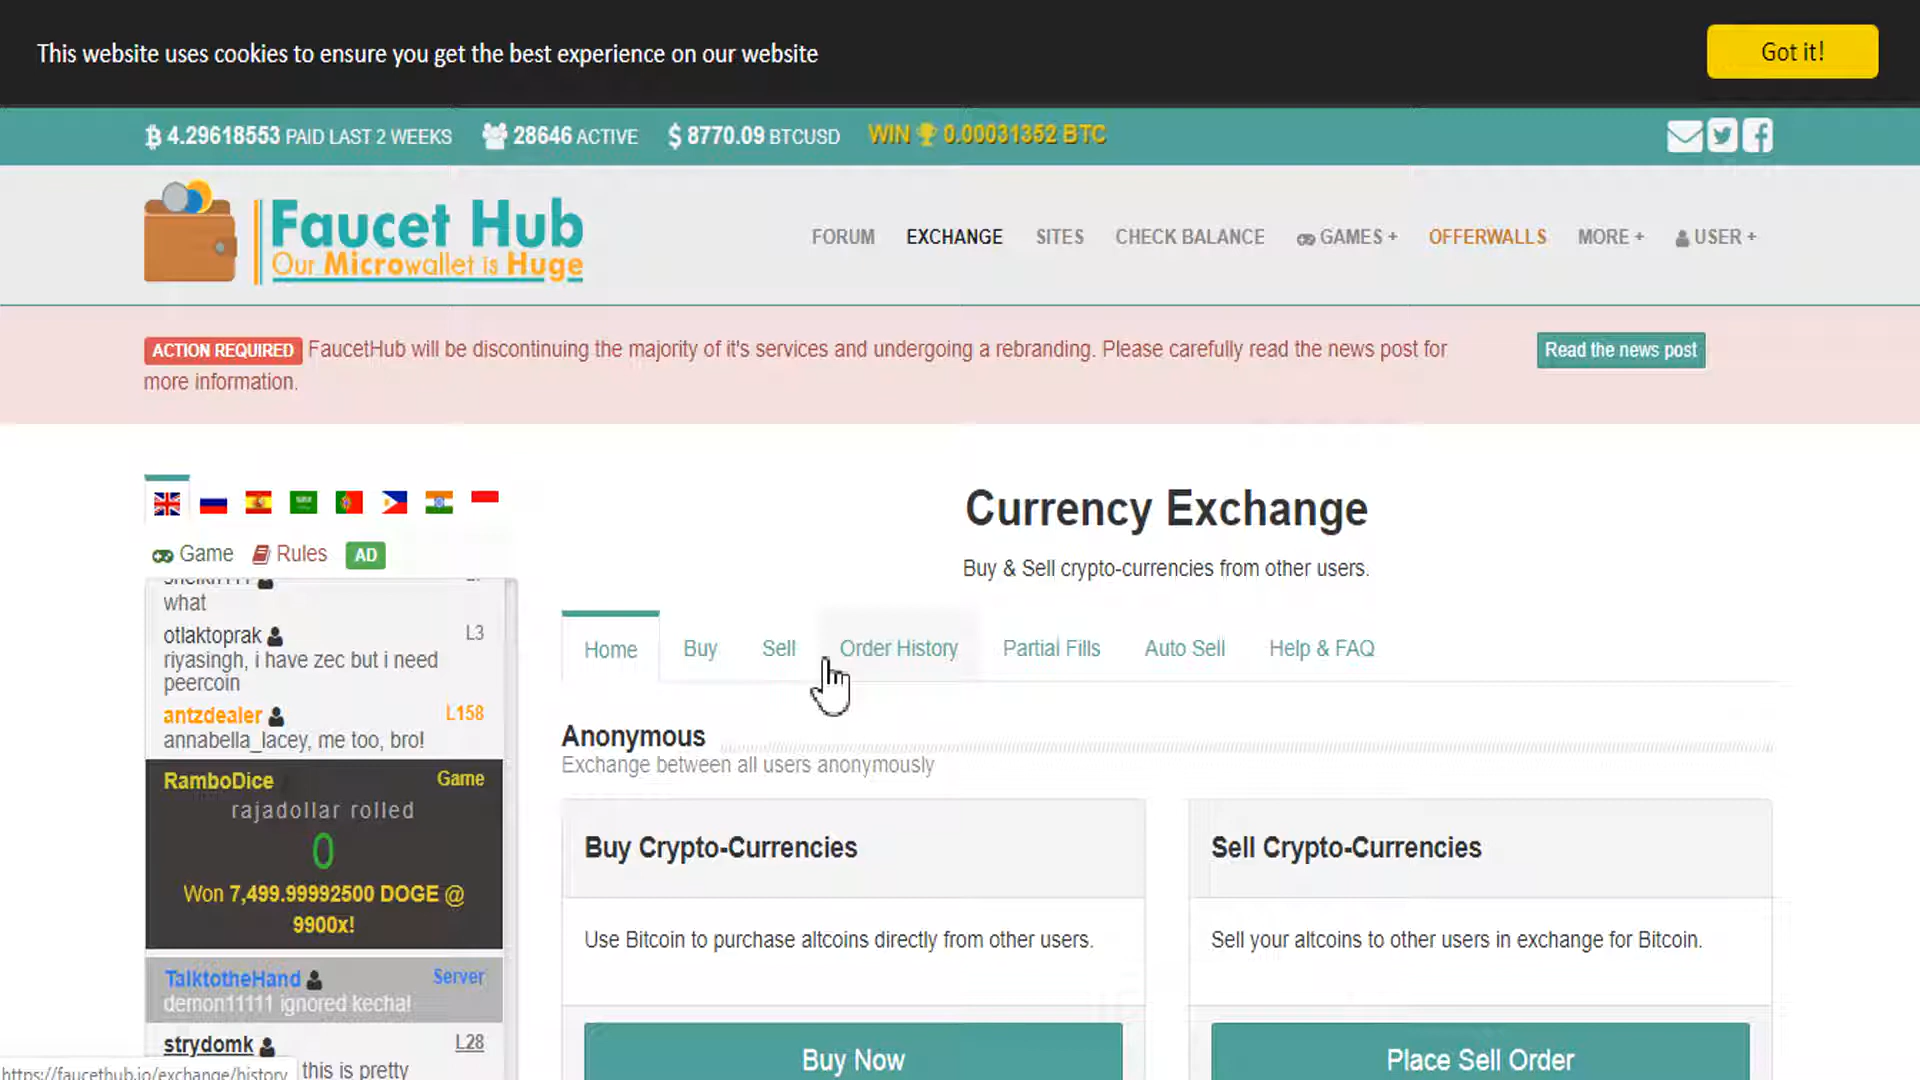 This website uses cookies to ensure you get the best experience on our website
Got it!
4.29618553 PAID LAST 2 WEEKS
28646 ACTIVE
$ 8770.09 BTCUSD
WIN 0.00031352 BTC
Faucet Hub
Our Microwallet is Huge
FORUM
EXCHANGE
SITES
CHECK BALANCE
GAMES +
OFFERWALLS
MORE +
USER +
ACTION REQUIRED FaucetHub will be discontinuing the majority of it's services and undergoing a rebranding. Please carefully read the news post for
more information.
Read the news post
Game
Rules
AD
what
otlaktoprak L3
riyasingh, i have zec but i need
peercoin
antzdealer L158
annabella_lacey, me too, bro!
RamboDice Game
rajadollar rolled
0
Won 7,499.99992500 DOGE @
9900x!
TalktotheHand Server
demon11111 ignored kecha!
strydomk L28
this is pretty
https://faucethub.io/exchange/history
Currency Exchange
Buy & Sell crypto-currencies from other users.
Home
Buy
Sell
Order History
Partial Fills
Auto Sell
Help & FAQ
Anonymous
Exchange between all users anonymously
Buy Crypto-Currencies
Use Bitcoin to purchase altcoins directly from other users.
Buy Now
Sell Crypto-Currencies
Sell your altcoins to other users in exchange for Bitcoin.
Place Sell Order